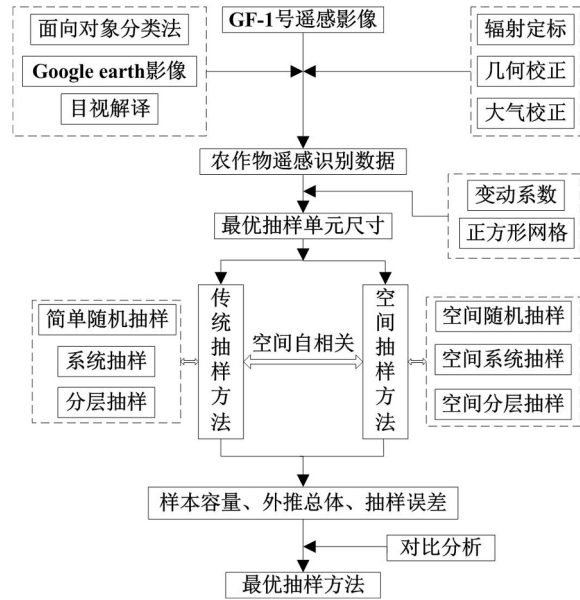 GF-1号遥感影像
面向对象分类法
Google earth影像
目视解译
辐射定标
几何校正
大气校正
农作物遥感识别数据
变动系数
正方形网格
最优抽样单元尺寸
简单随机抽样
系统抽样
分层抽样
传统抽样方法
空间自相关
空间抽样方法
空间随机抽样
空间系统抽样
空间分层抽样
样本容量、外推总体、抽样误差
对比分析
最优抽样方法